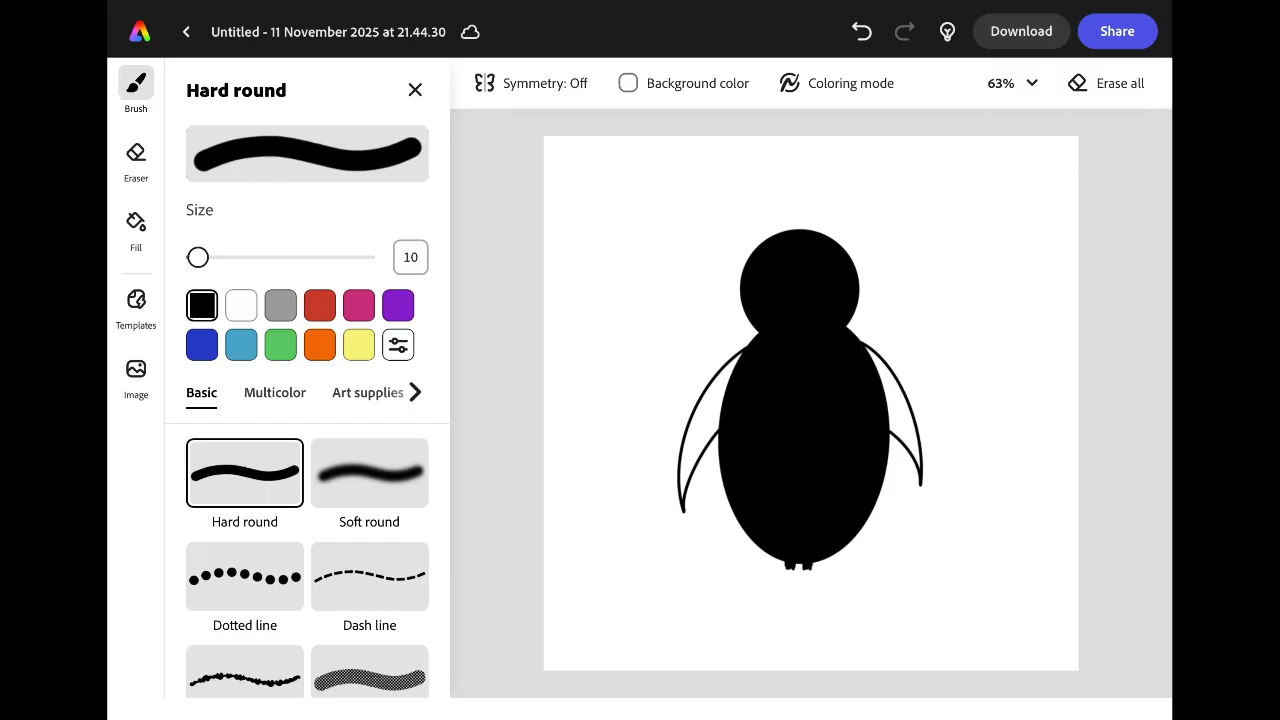 Untitled - 11 November 2025 at 21.44.30
Download
Share
Brush
Eraser
Fill
Templates
Image
Hard round
Size
10
Basic
Multicolor
Art supplies
Hard round
Soft round
Dotted line
Dash line
Symmetry: Off
Background color
Coloring mode
63%
Erase all